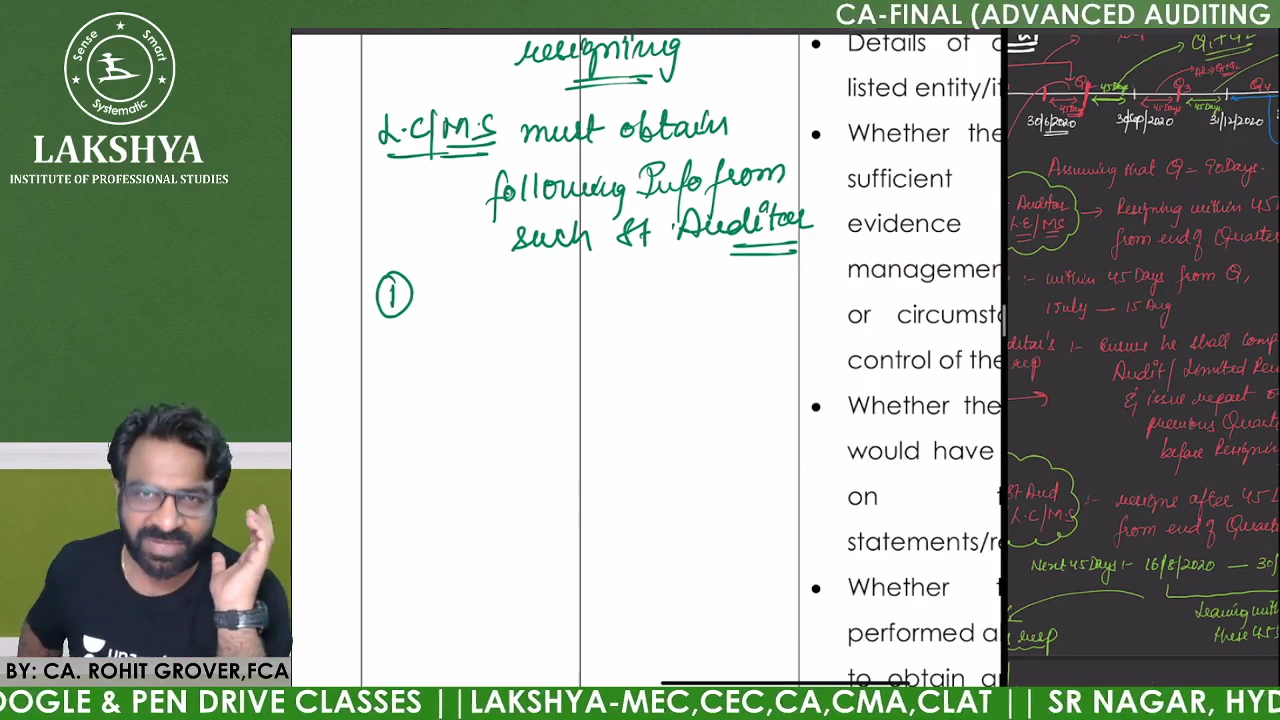 CA-FINAL (ADVANCED AUDITING
Sense
Smart
Systematic
LAKSHYA
INSTITUTE OF PROFESSIONAL STUDIES
resigning
L.C/M.S must obtain
following Info from
such St. Auditor
1
Details of
listed entity/it
Whether the
sufficient
evidence
managemen
or circumst
control of the
Whether the
would have
on
statements/re
Whether
performed a
to obtain
Q1
45 Days
Q3
30/6/2020
31/12/2020
Assuming that Q = 90 Days.
Auditor
L.E/MS
Resigning within 45
from end of Quarter
:- within 45 Days from Q,
1 July — 15 Aug
:- ensure he shall
Audit/Limited
& issue report
previous Quart
before Resignin
St Aud
L.C/M.S
:- resigns after 45
from end of Quarte
Next 45 Days :- 16/8/2020 — 30/
Leaving with
these 45
BY: CA. ROHIT GROVER,FCA
OOGLE & PEN DRIVE CLASSES ||LAKSHYA-MEC,CEC,CA,CMA,CLAT || SR NAGAR, HYD